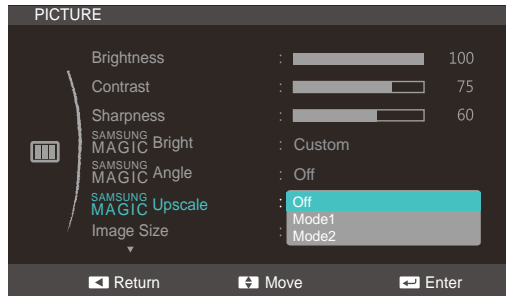 PICTURE
Brightness : 100
Contrast : 75
Sharpness : 60
SAMSUNG
MAGIC Bright : Custom
SAMSUNG
MAGIC Angle : Off
SAMSUNG
MAGIC Upscale : Off
Mode1
Mode2
Image Size :
Return Move Enter